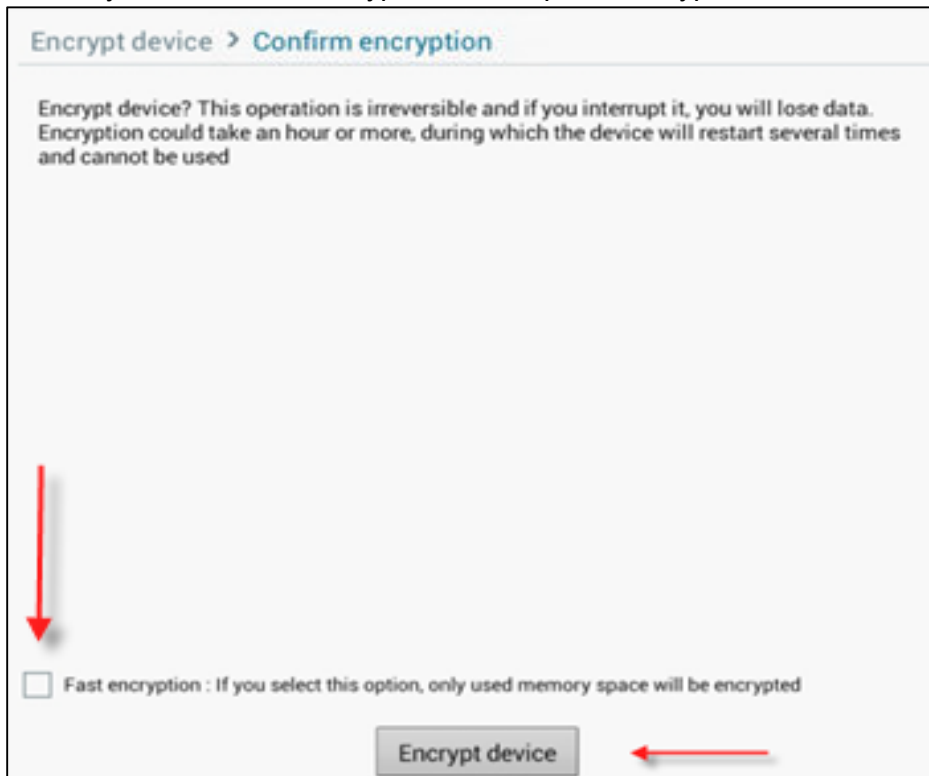 Encrypt device > Confirm encryption
Encrypt device? This operation is irreversible and if you interrupt it, you will lose data.
Encryption could take an hour or more, during which the device will restart several times
and cannot be used
Fast encryption : If you select this option, only used memory space will be encrypted
Encrypt device